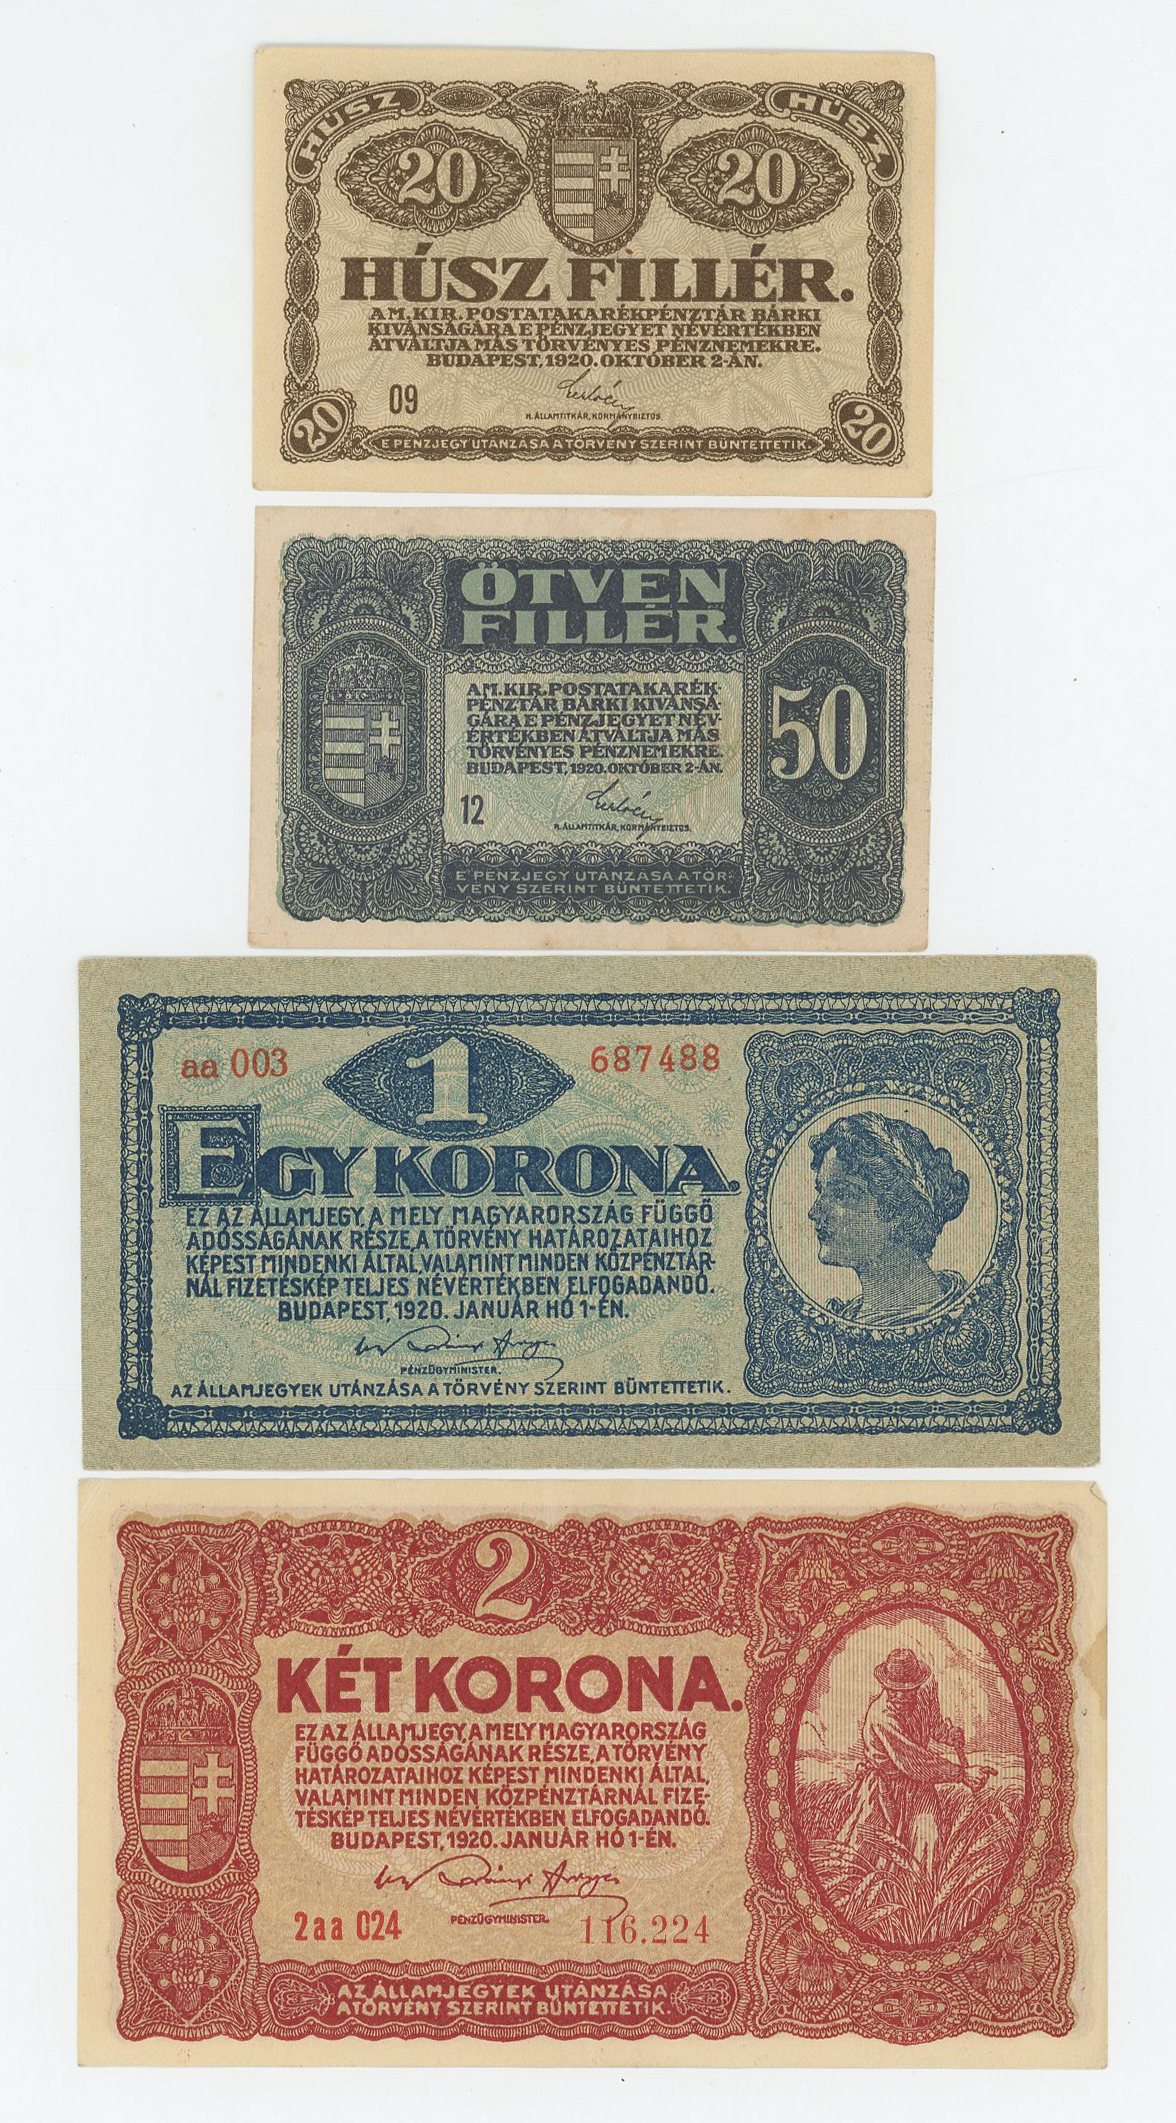 HÚSZ
HÚSZ
20
20
HÚSZ FILLÉR.
A M. KIR. POSTATAKARÉKPÉNZTÁR BÁRKI
KIVÁNSÁGÁRA E PÉNZJEGYET NÉVÉRTÉKBEN
ÁTVÁLTJA MÁS TÖRVÉNYES PÉNZNEMEKRE.
BUDAPEST, 1920. OKTÓBER 2-ÁN.
09
H. ÁLLAMTITKÁR, KORMÁNYBIZTOS.
20
20
E PÉNZJEGY UTÁNZÁSA A TÖRVÉNY SZERINT BÜNTETTETIK.
ÖTVEN
FILLÉR.
A M. KIR. POSTATAKARÉK-
PÉNZTÁR BÁRKI KIVÁNSÁ-
GÁRA E PÉNZJEGYET NÉV-
ÉRTÉKBEN ÁTVÁLTJA MÁS
TÖRVÉNYES PÉNZNEMEKRE.
BUDAPEST, 1920. OKTÓBER 2-ÁN.
50
12
H. ÁLLAMTITKÁR, KORMÁNYBIZTOS.
E PÉNZJEGY UTÁNZÁSA A TÖR-
VÉNY SZERINT BÜNTETTETIK.
aa 003
1
687488
EGY KORONA.
EZ AZ ÁLLAMJEGY, A MELY MAGYARORSZÁG FÜGGŐ
ADÓSSÁGÁNAK RÉSZE, A TÖRVÉNY HATÁROZATAIHOZ
KÉPEST MINDENKI ÁLTAL, VALAMINT MINDEN KÖZPÉNZTÁR-
NÁL FIZETÉSKÉP TELJES NÉVÉRTÉKBEN ELFOGADANDÓ.
BUDAPEST, 1920. JANUÁR HÓ 1-ÉN.
PÉNZÜGYMINISTER.
AZ ÁLLAMJEGYEK UTÁNZÁSA A TÖRVÉNY SZERINT BÜNTETTETIK.
2
KÉT KORONA.
EZ AZ ÁLLAMJEGY, A MELY MAGYARORSZÁG
FÜGGŐ ADÓSSÁGÁNAK RÉSZE, A TÖRVÉNY
HATÁROZATAIHOZ KÉPEST MINDENKI ÁLTAL,
VALAMINT MINDEN KÖZPÉNZTÁRNÁL FIZE-
TÉSKÉP TELJES NÉVÉRTÉKBEN ELFOGADANDÓ.
BUDAPEST, 1920. JANUÁR HÓ 1-ÉN.
2aa 024
PÉNZÜGYMINISTER.
116.224
AZ ÁLLAMJEGYEK UTÁNZÁSA
A TÖRVÉNY SZERINT BÜNTETTETIK.